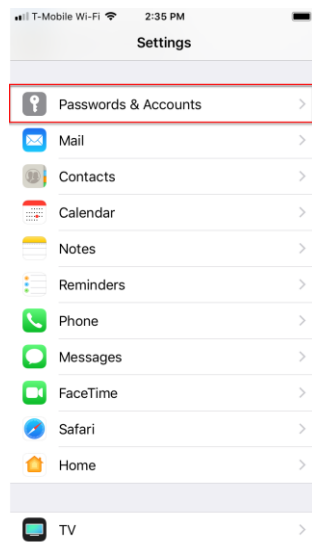 T-Mobile Wi-Fi 2:35 PM
Settings
Passwords & Accounts
Mail
Contacts
Calendar
Notes
Reminders
Phone
Messages
FaceTime
Safari
Home
TV